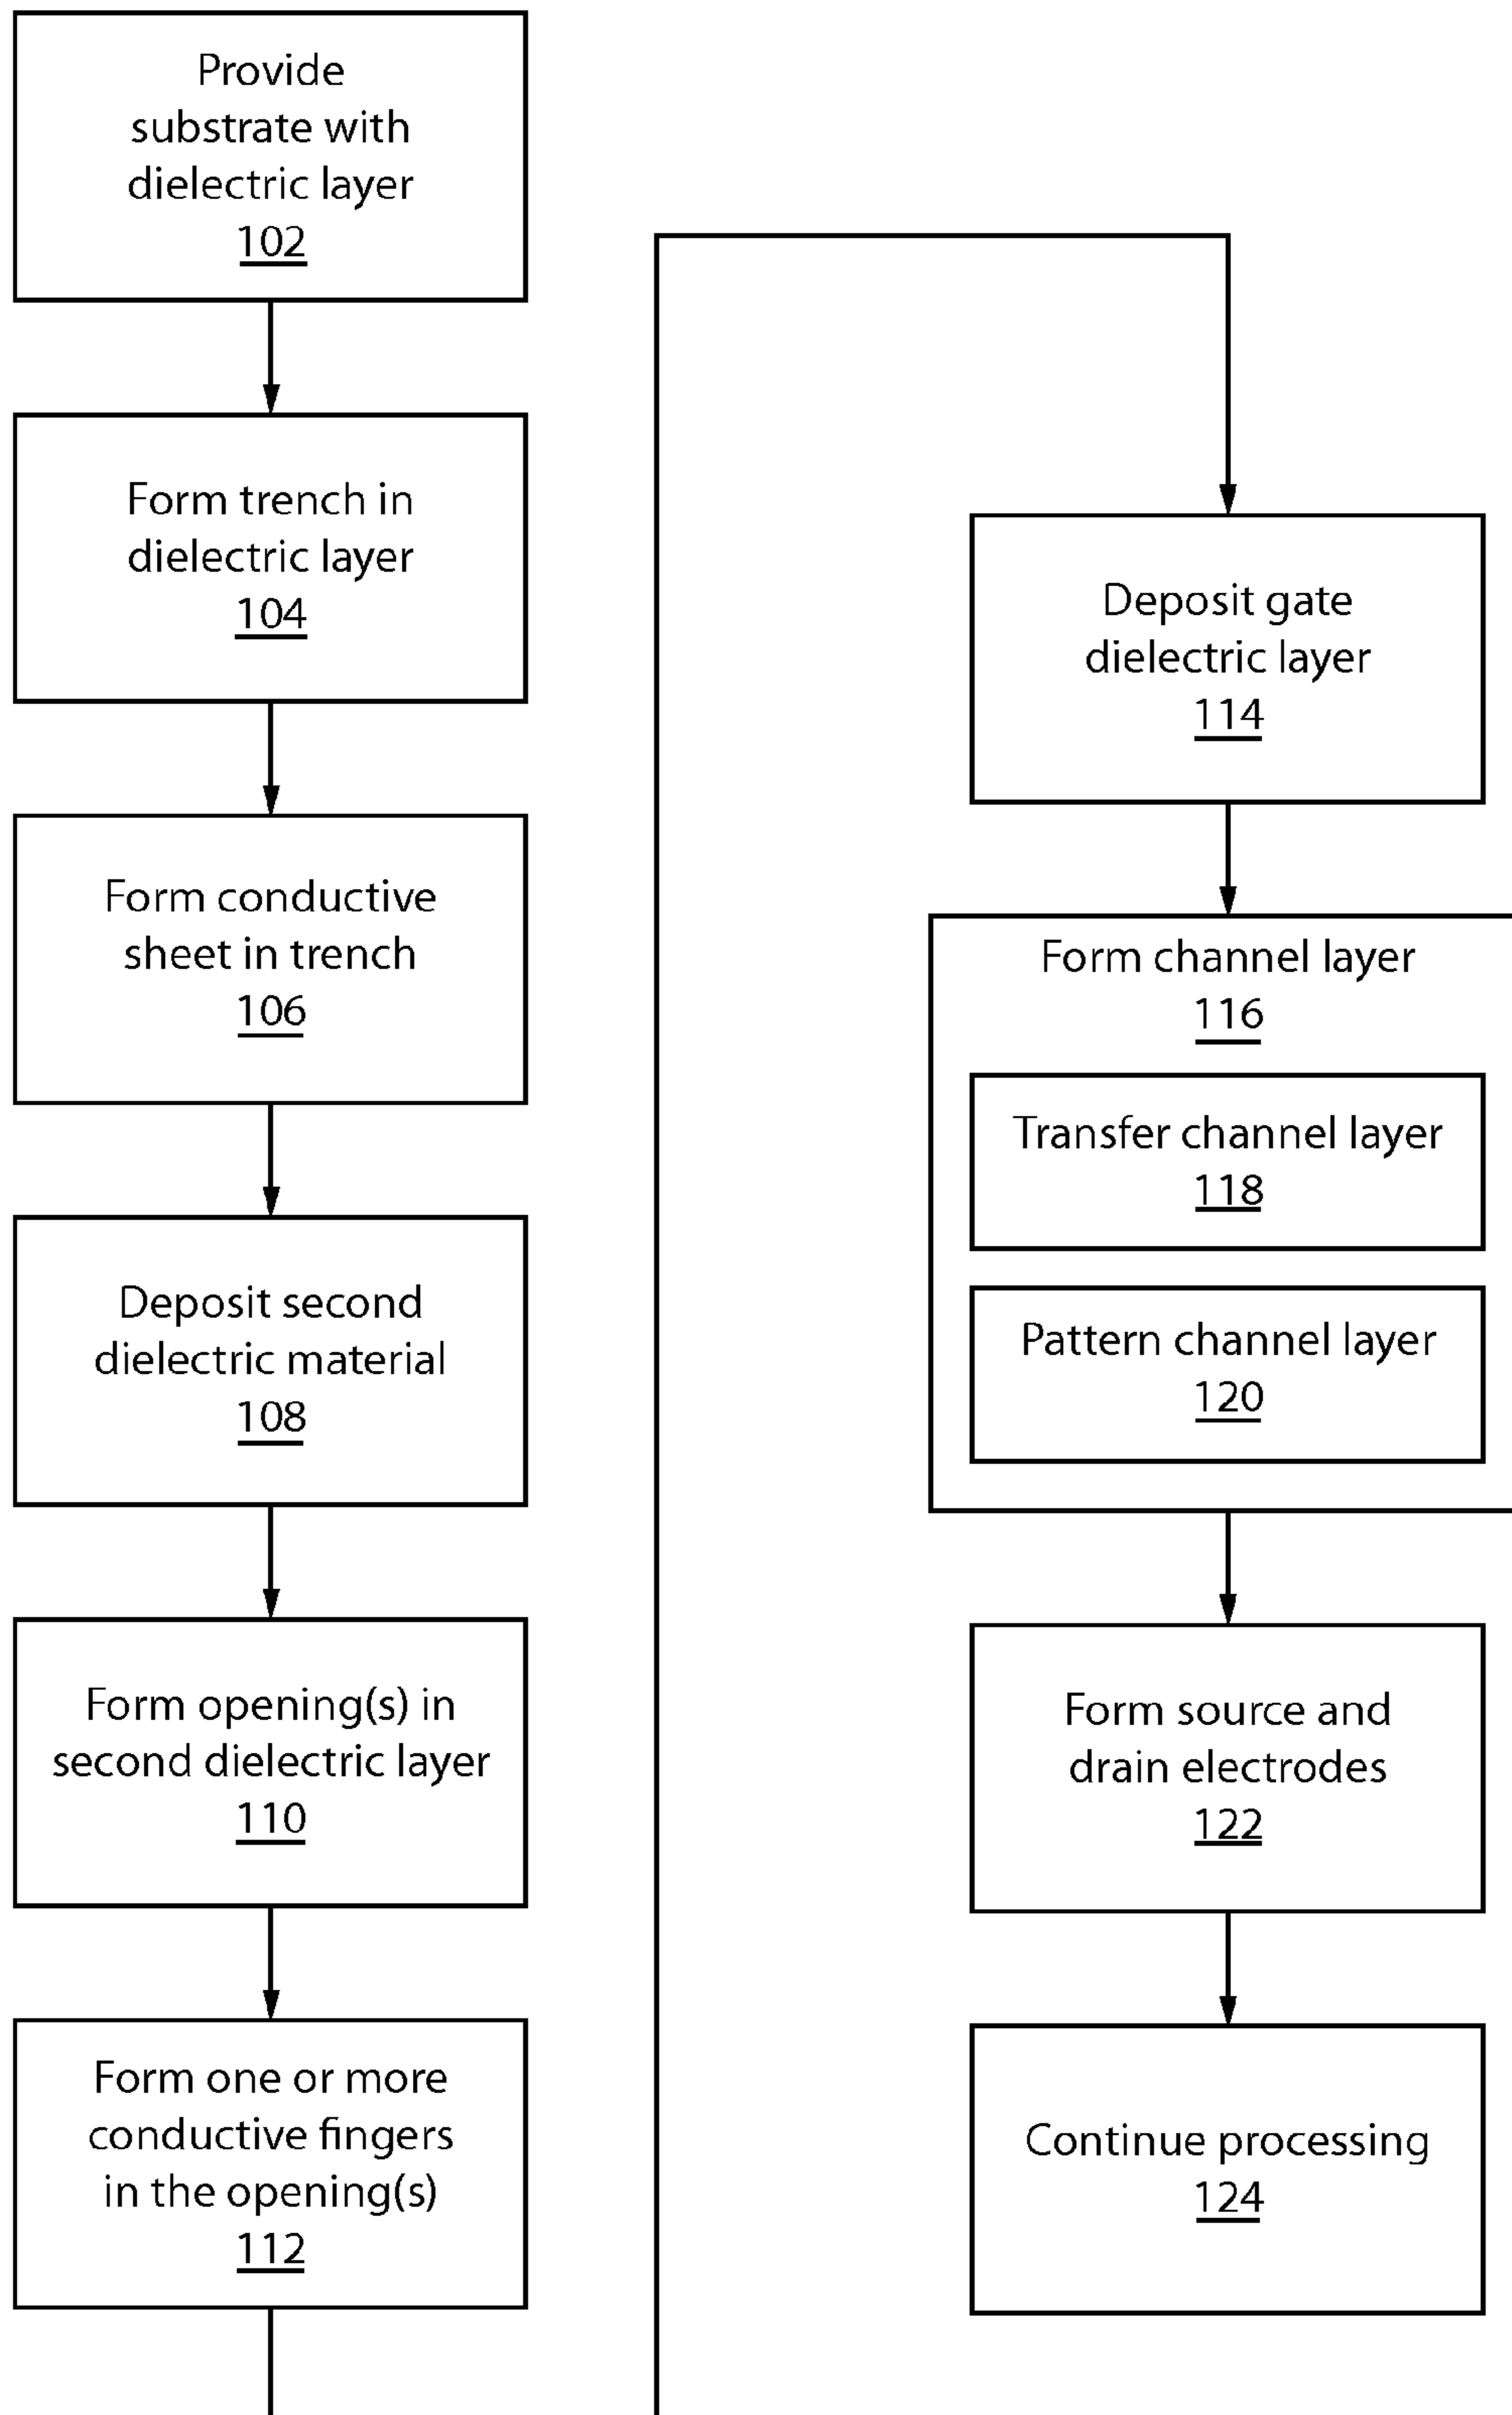 Provide
substrate with
dielectric layer
102
Form trench in
dielectric layer
104
Form conductive
sheet in trench
106
Deposit second
dielectric material
108
Form opening(s) in
second dielectric layer
110
Form one or more
conductive fingers
in the opening(s)
112
Deposit gate
dielectric layer
114
Form channel layer
116
Transfer channel layer
118
Pattern channel layer
120
Form source and
drain electrodes
122
Continue processing
124